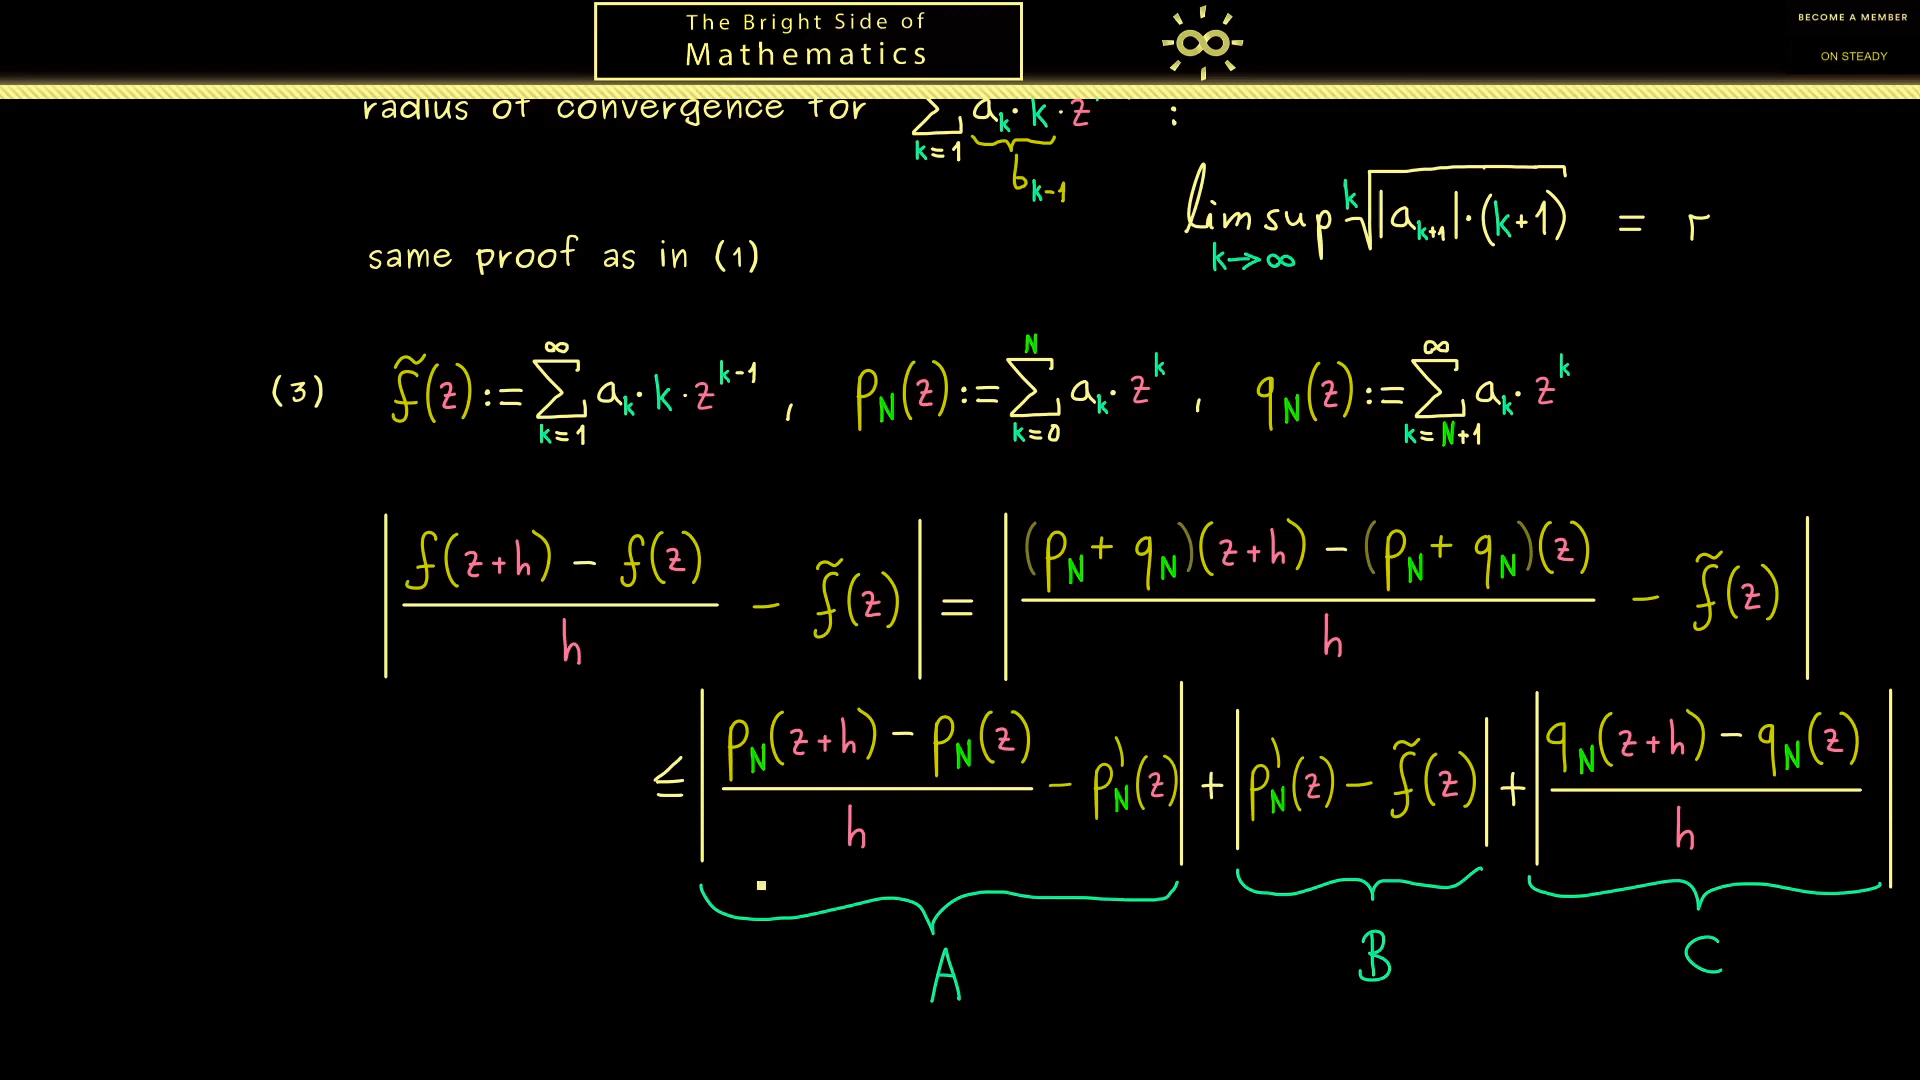 The Bright Side of
Mathematics
BECOME A MEMBER
ON STEADY
radius of convergence for ∑_{k=1} a_k · k · z :
b_{k-1}
lim sup_{k→∞} ᵏ√(|a_{k+1}| · (k+1)) = r
same proof as in (1)
(3) f̃(z) := ∑_{k=1}^{∞} a_k · k · z^{k-1} , p_N(z) := ∑_{k=0}^{N} a_k · z^k , q_N(z) := ∑_{k=N+1}^{∞} a_k · z^k
| (f(z+h) − f(z)) / h − f̃(z) | = | ((p_N + q_N)(z+h) − (p_N + q_N)(z)) / h − f̃(z) |
≤ | (p_N(z+h) − p_N(z)) / h − p_N'(z) | + | p_N'(z) − f̃(z) | + | (q_N(z+h) − q_N(z)) / h |
A B C